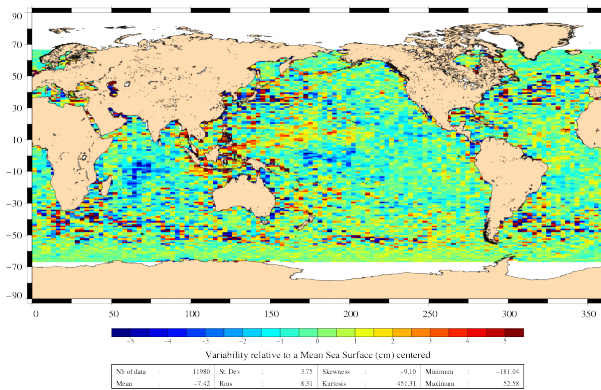 90
70
50
30
10
−10
−30
−50
−70
−90
0 50 100 150 200 250 300 350
−5 −4 −3 −2 −1 0 1 2 3 4 5
Variability relative to a Mean Sea Surface (cm) centered
Nb of data : 11980 St. Dev : 3.75 Skewness : −9.10 Minimum : −181.04
Mean : −7.42 Rms : 8.31 Kurtosis : 451.31 Maximum : 52.58